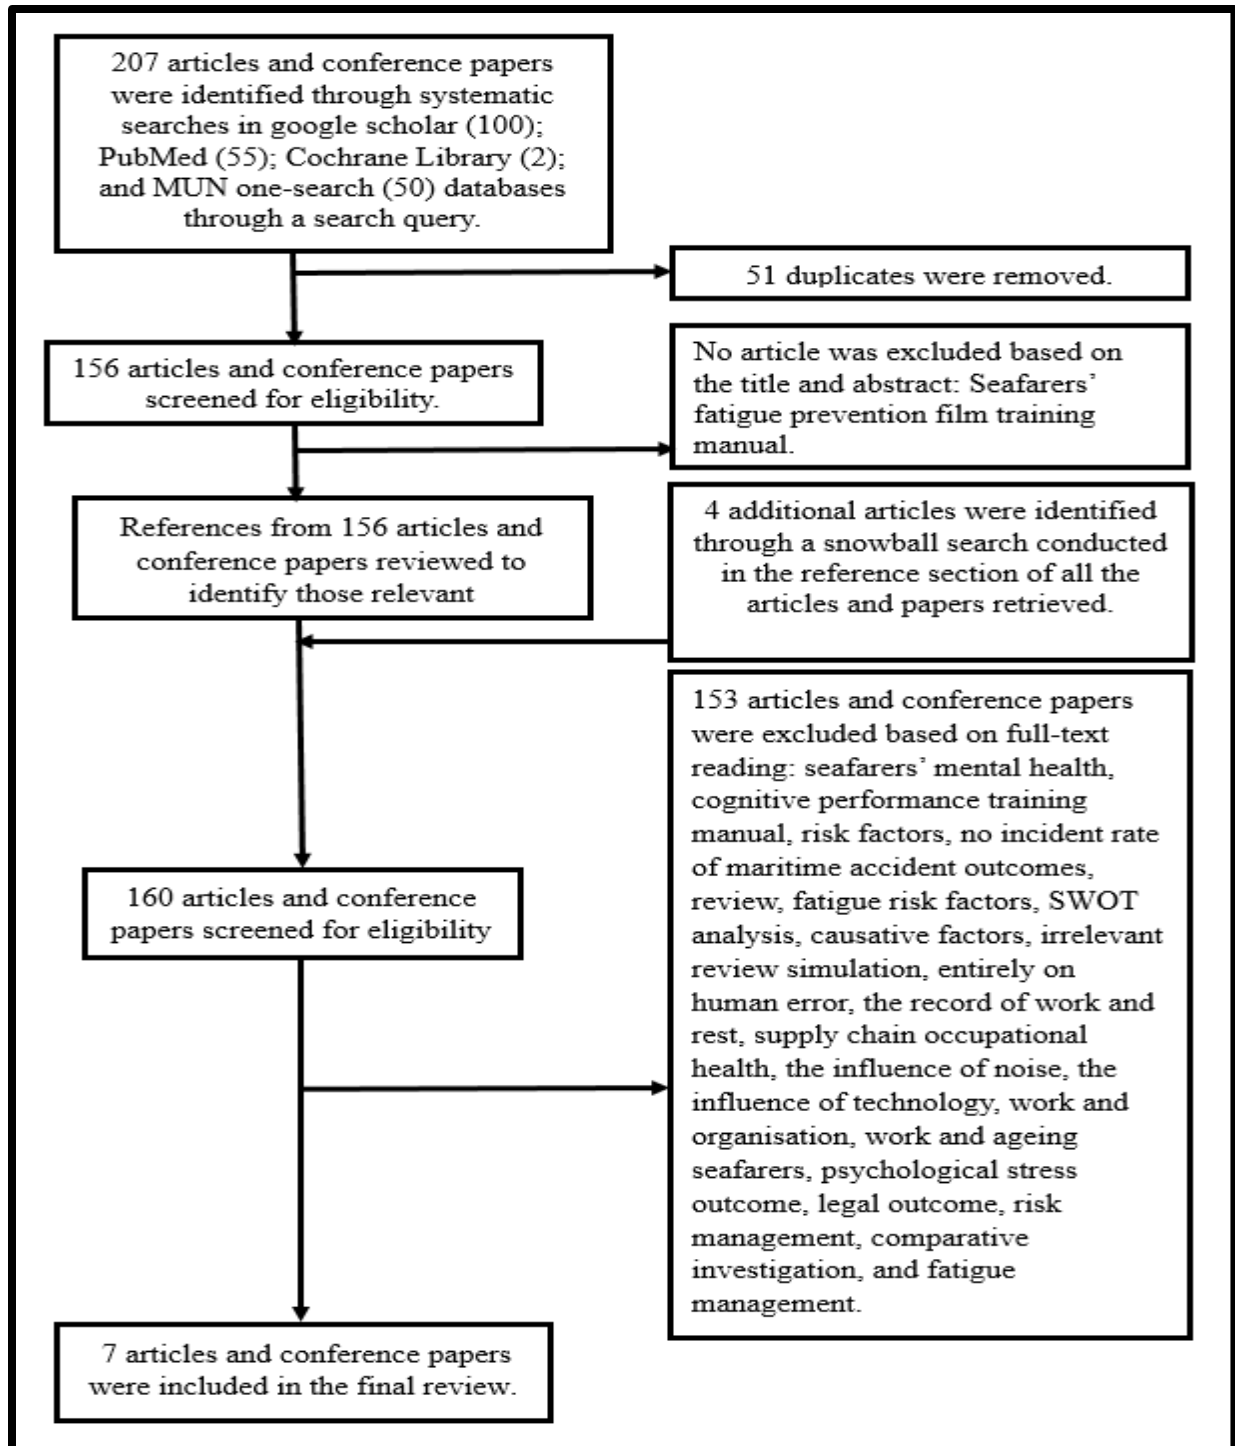 207 articles and conference papers
were identified through systematic
searches in google scholar (100);
PubMed (55); Cochrane Library (2);
and MUN one-search (50) databases
through a search query.
51 duplicates were removed.
156 articles and conference papers
screened for eligibility.
No article was excluded based on
the title and abstract: Seafarers’
fatigue prevention film training
manual.
References from 156 articles and
conference papers reviewed to
identify those relevant
4 additional articles were identified
through a snowball search conducted
in the reference section of all the
articles and papers retrieved.
160 articles and conference
papers screened for eligibility
153 articles and conference papers
were excluded based on full-text
reading: seafarers’ mental health,
cognitive performance training
manual, risk factors, no incident rate
of maritime accident outcomes,
review, fatigue risk factors, SWOT
analysis, causative factors, irrelevant
review simulation, entirely on
human error, the record of work and
rest, supply chain occupational
health, the influence of noise, the
influence of technology, work and
organisation, work and ageing
seafarers, psychological stress
outcome, legal outcome, risk
management, comparative
investigation, and fatigue
management.
7 articles and conference papers
were included in the final review.